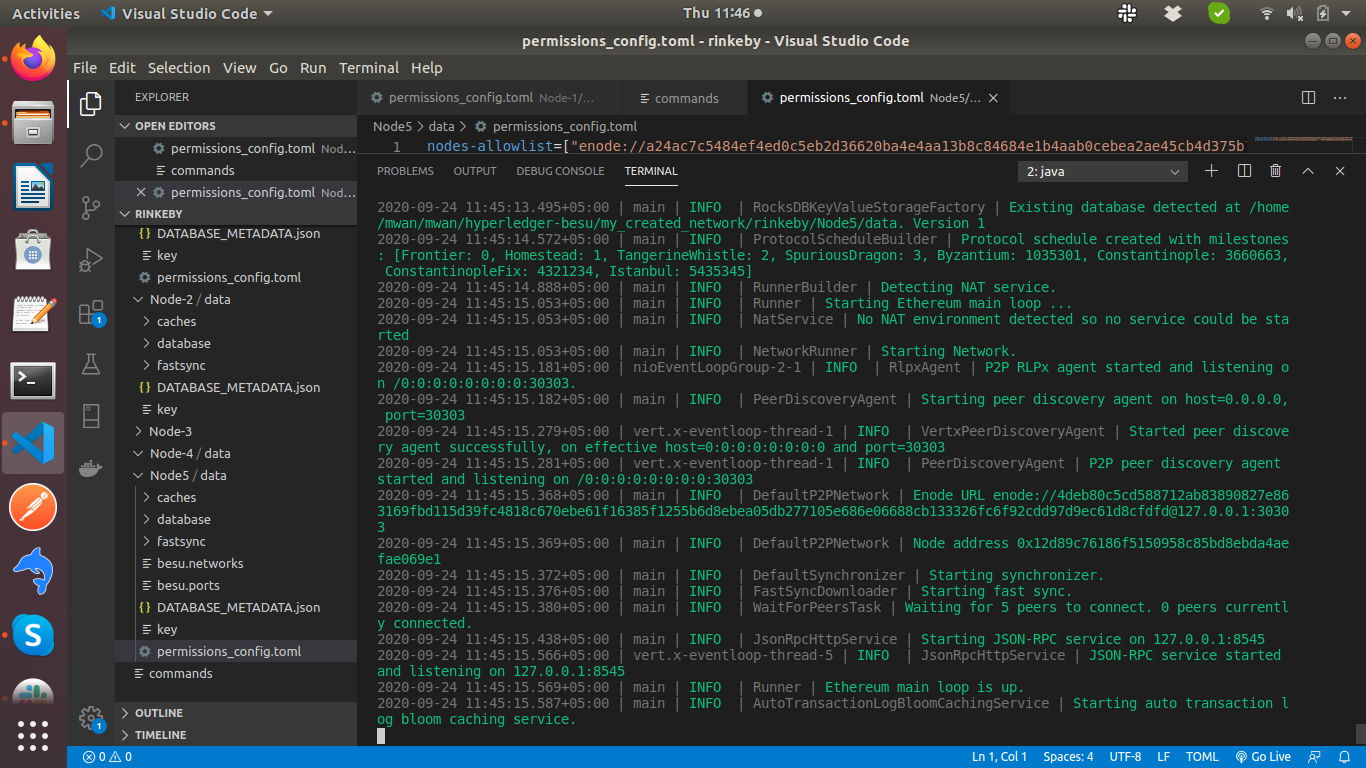 Activities
Visual Studio Code
Thu 11:46
permissions_config.toml - rinkeby - Visual Studio Code
File Edit Selection View Go Run Terminal Help
EXPLORER
OPEN EDITORS
permissions_config.toml Nod...
commands
permissions_config.toml Nod...
RINKEBY
DATABASE_METADATA.json
key
permissions_config.toml
Node-2 / data
caches
database
fastsync
DATABASE_METADATA.json
key
Node-3
Node-4 / data
Node5 / data
caches
database
fastsync
besu.networks
besu.ports
DATABASE_METADATA.json
key
permissions_config.toml
commands
OUTLINE
TIMELINE
1
1
permissions_config.toml Node-1/...
commands
permissions_config.toml Node5/...
Node5 > data > permissions_config.toml
1 nodes-allowlist=["enode://a24ac7c5484ef4ed0c5eb2d36620ba4e4aa13b8c84684e1b4aab0cebea2ae45cb4d375b
PROBLEMS OUTPUT DEBUG CONSOLE TERMINAL
2: java
2020-09-24 11:45:13.495+05:00 | main | INFO  | RocksDBKeyValueStorageFactory | Existing database detected at /home
/mwan/mwan/hyperledger-besu/my_created_network/rinkeby/Node5/data. Version 1
2020-09-24 11:45:14.572+05:00 | main | INFO  | ProtocolScheduleBuilder | Protocol schedule created with milestones
: [Frontier: 0, Homestead: 1, TangerineWhistle: 2, SpuriousDragon: 3, Byzantium: 1035301, Constantinople: 3660663,
ConstantinopleFix: 4321234, Istanbul: 5435345]
2020-09-24 11:45:14.888+05:00 | main | INFO  | RunnerBuilder | Detecting NAT service.
2020-09-24 11:45:15.053+05:00 | main | INFO  | Runner | Starting Ethereum main loop ...
2020-09-24 11:45:15.053+05:00 | main | INFO  | NatService | No NAT environment detected so no service could be sta
rted
2020-09-24 11:45:15.053+05:00 | main | INFO  | NetworkRunner | Starting Network.
2020-09-24 11:45:15.181+05:00 | nioEventLoopGroup-2-1 | INFO  | RlpxAgent | P2P RLPx agent started and listening o
n /0:0:0:0:0:0:0:0:30303.
2020-09-24 11:45:15.182+05:00 | main | INFO  | PeerDiscoveryAgent | Starting peer discovery agent on host=0.0.0.0,
port=30303
2020-09-24 11:45:15.279+05:00 | vert.x-eventloop-thread-1 | INFO  | VertxPeerDiscoveryAgent | Started peer discove
ry agent successfully, on effective host=0:0:0:0:0:0:0:0 and port=30303
2020-09-24 11:45:15.281+05:00 | vert.x-eventloop-thread-1 | INFO  | PeerDiscoveryAgent | P2P peer discovery agent
started and listening on /0:0:0:0:0:0:0:0:30303
2020-09-24 11:45:15.368+05:00 | main | INFO  | DefaultP2PNetwork | Enode URL enode://4deb80c5cd588712ab83890827e86
3169fbd115d39fc4818c670ebe61f16385f1255b6d8ebea05db277105e686e06688cb133326fc6f92cdd97d9ec61d8cfdfd@127.0.0.1:3030
3
2020-09-24 11:45:15.369+05:00 | main | INFO  | DefaultP2PNetwork | Node address 0x12d89c76186f5150958c85bd8ebda4ae
fae069e1
2020-09-24 11:45:15.372+05:00 | main | INFO  | DefaultSynchronizer | Starting synchronizer.
2020-09-24 11:45:15.376+05:00 | main | INFO  | FastSyncDownloader | Starting fast sync.
2020-09-24 11:45:15.380+05:00 | main | INFO  | WaitForPeersTask | Waiting for 5 peers to connect. 0 peers currentl
y connected.
2020-09-24 11:45:15.438+05:00 | main | INFO  | JsonRpcHttpService | Starting JSON-RPC service on 127.0.0.1:8545
2020-09-24 11:45:15.566+05:00 | vert.x-eventloop-thread-5 | INFO  | JsonRpcHttpService | JSON-RPC service started
and listening on 127.0.0.1:8545
2020-09-24 11:45:15.569+05:00 | main | INFO  | Runner | Ethereum main loop is up.
2020-09-24 11:45:15.587+05:00 | main | INFO  | AutoTransactionLogBloomCachingService | Starting auto transaction l
og bloom caching service.
0 0
Ln 1, Col 1 Spaces: 4 UTF-8 LF TOML Go Live